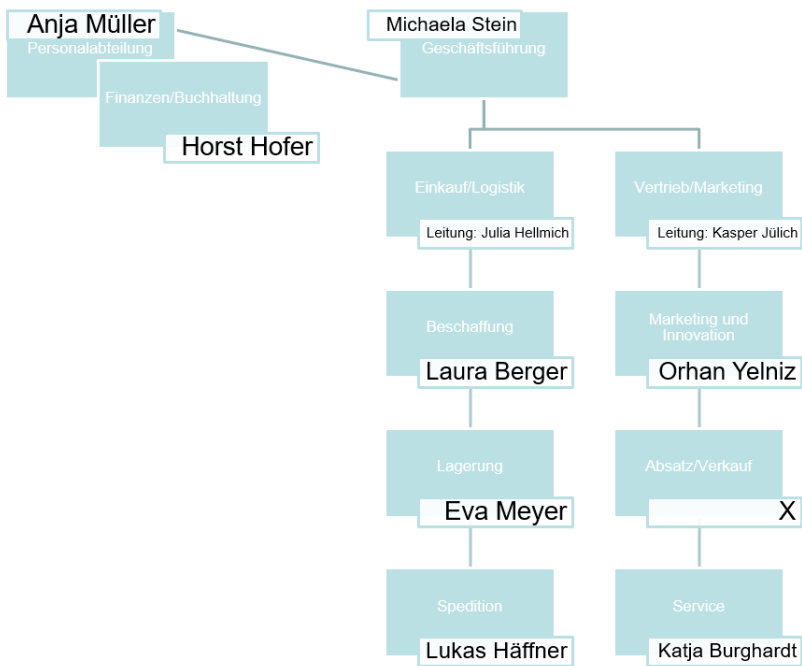 Anja Müller
Personalabteilung
Michaela Stein
Geschäftsführung
Finanzen/Buchhaltung
Horst Hofer
Einkauf/Logistik
Leitung: Julia Hellmich
Vertrieb/Marketing
Leitung: Kasper Jülich
Beschaffung
Laura Berger
Marketing und
Innovation
Orhan Yelniz
Lagerung
Eva Meyer
Absatz/Verkauf
X
Spedition
Lukas Häffner
Service
Katja Burghardt